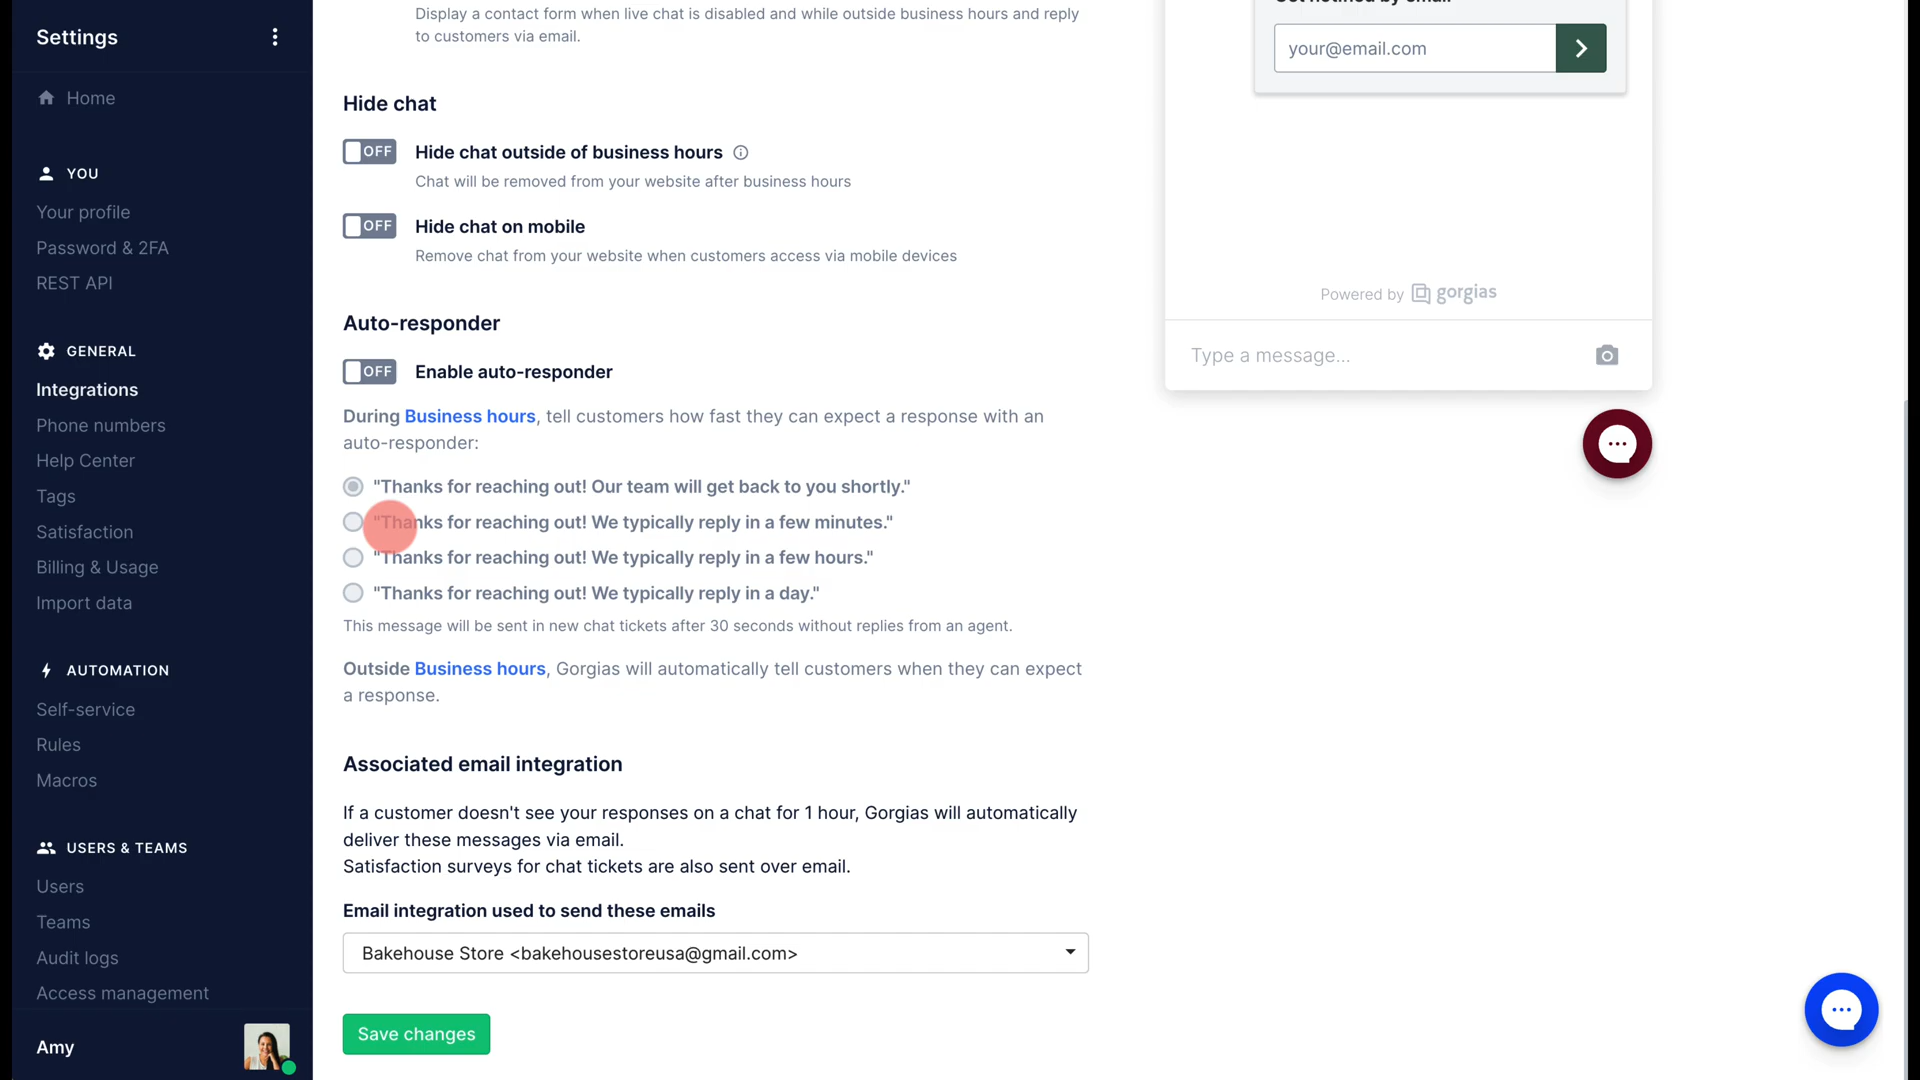 Settings
Home
YOU
Your profile
Password & 2FA
REST API
GENERAL
Integrations
Phone numbers
Help Center
Tags
Satisfaction
Billing & Usage
Import data
AUTOMATION
Self-service
Rules
Macros
USERS & TEAMS
Users
Teams
Audit logs
Access management
Amy
Display a contact form when live chat is disabled and while outside business hours and reply
to customers via email.
Hide chat
OFF
Hide chat outside of business hours
Chat will be removed from your website after business hours
OFF
Hide chat on mobile
Remove chat from your website when customers access via mobile devices
Auto-responder
OFF
Enable auto-responder
During Business hours, tell customers how fast they can expect a response with an
auto-responder:
"Thanks for reaching out! Our team will get back to you shortly."
"Thanks for reaching out! We typically reply in a few minutes."
"Thanks for reaching out! We typically reply in a few hours."
"Thanks for reaching out! We typically reply in a day."
This message will be sent in new chat tickets after 30 seconds without replies from an agent.
Outside Business hours, Gorgias will automatically tell customers when they can expect
a response.
Associated email integration
If a customer doesn't see your responses on a chat for 1 hour, Gorgias will automatically
deliver these messages via email.
Satisfaction surveys for chat tickets are also sent over email.
Email integration used to send these emails
Bakehouse Store <bakehousestoreusa@gmail.com>
Save changes
Get notified by email
your@email.com
Powered by gorgias
Type a message...